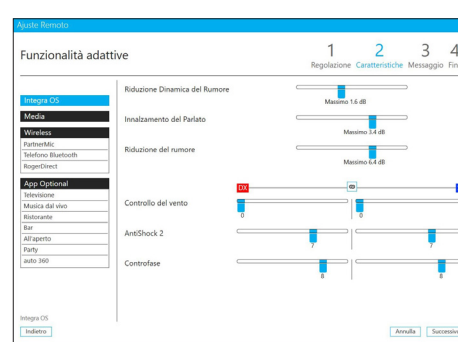 Ajuste Remoto
Funzionalità adattive
1 2 3 4
Regolazione Caratteristiche Messaggio Fin
Integra OS
Media
Wireless
PartnerMic
Telefono Bluetooth
RogerDirect
App Optional
Televisione
Musica dal vivo
Ristorante
Bar
All'aperto
Party
auto 360
Riduzione Dinamica del Rumore
Massimo 1.6 dB
Innalzamento del Parlato
Massimo 3.4 dB
Riduzione del rumore
Massimo 6.4 dB
DX
Controllo del vento
0 0
AntiShock 2
7 7
Controfase
8 8
Integra OS
Indietro
Annulla Successivo